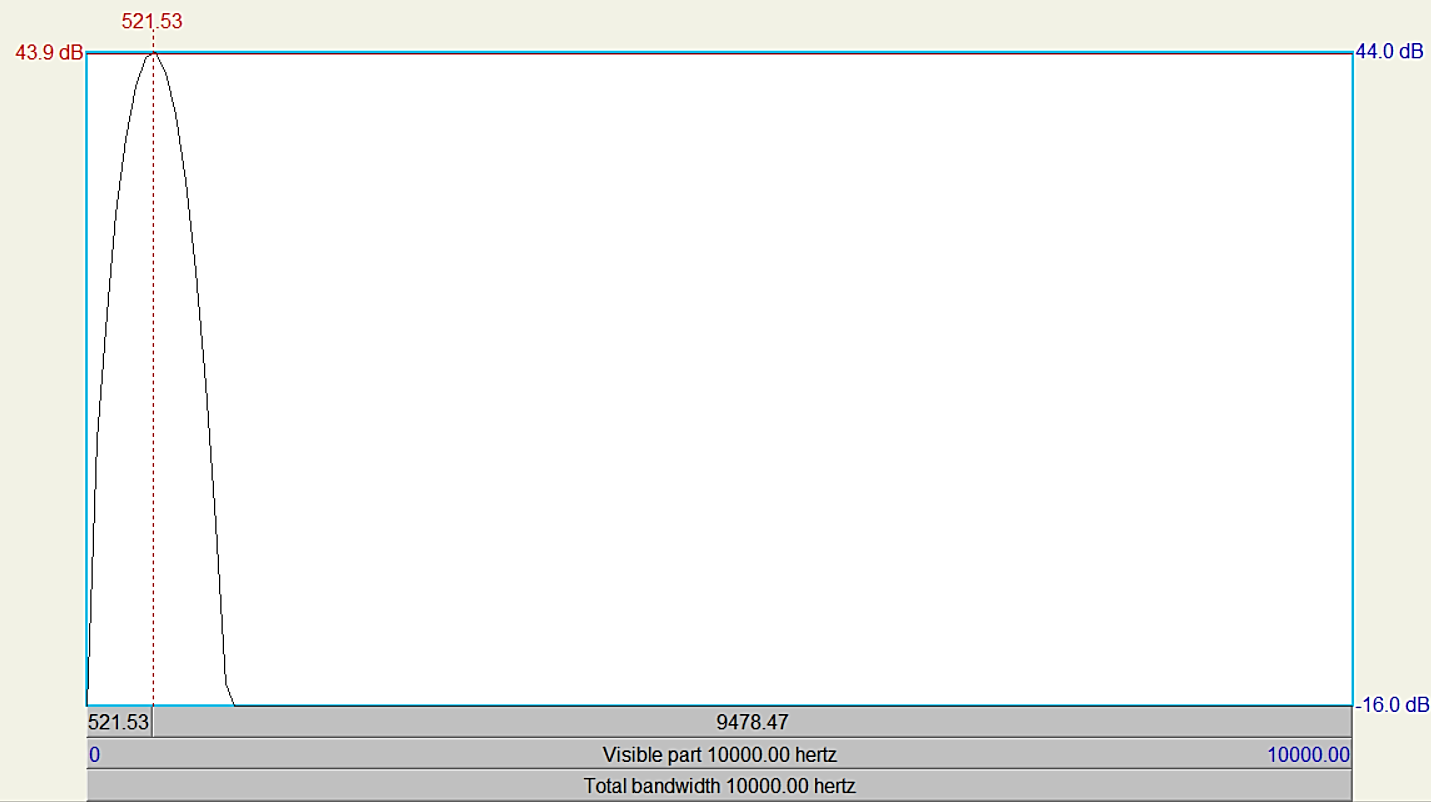 521.53
43.9 dB
44.0 dB
-16.0 dB
521.53
9478.47
0
Visible part 10000.00 hertz
10000.00
Total bandwidth 10000.00 hertz